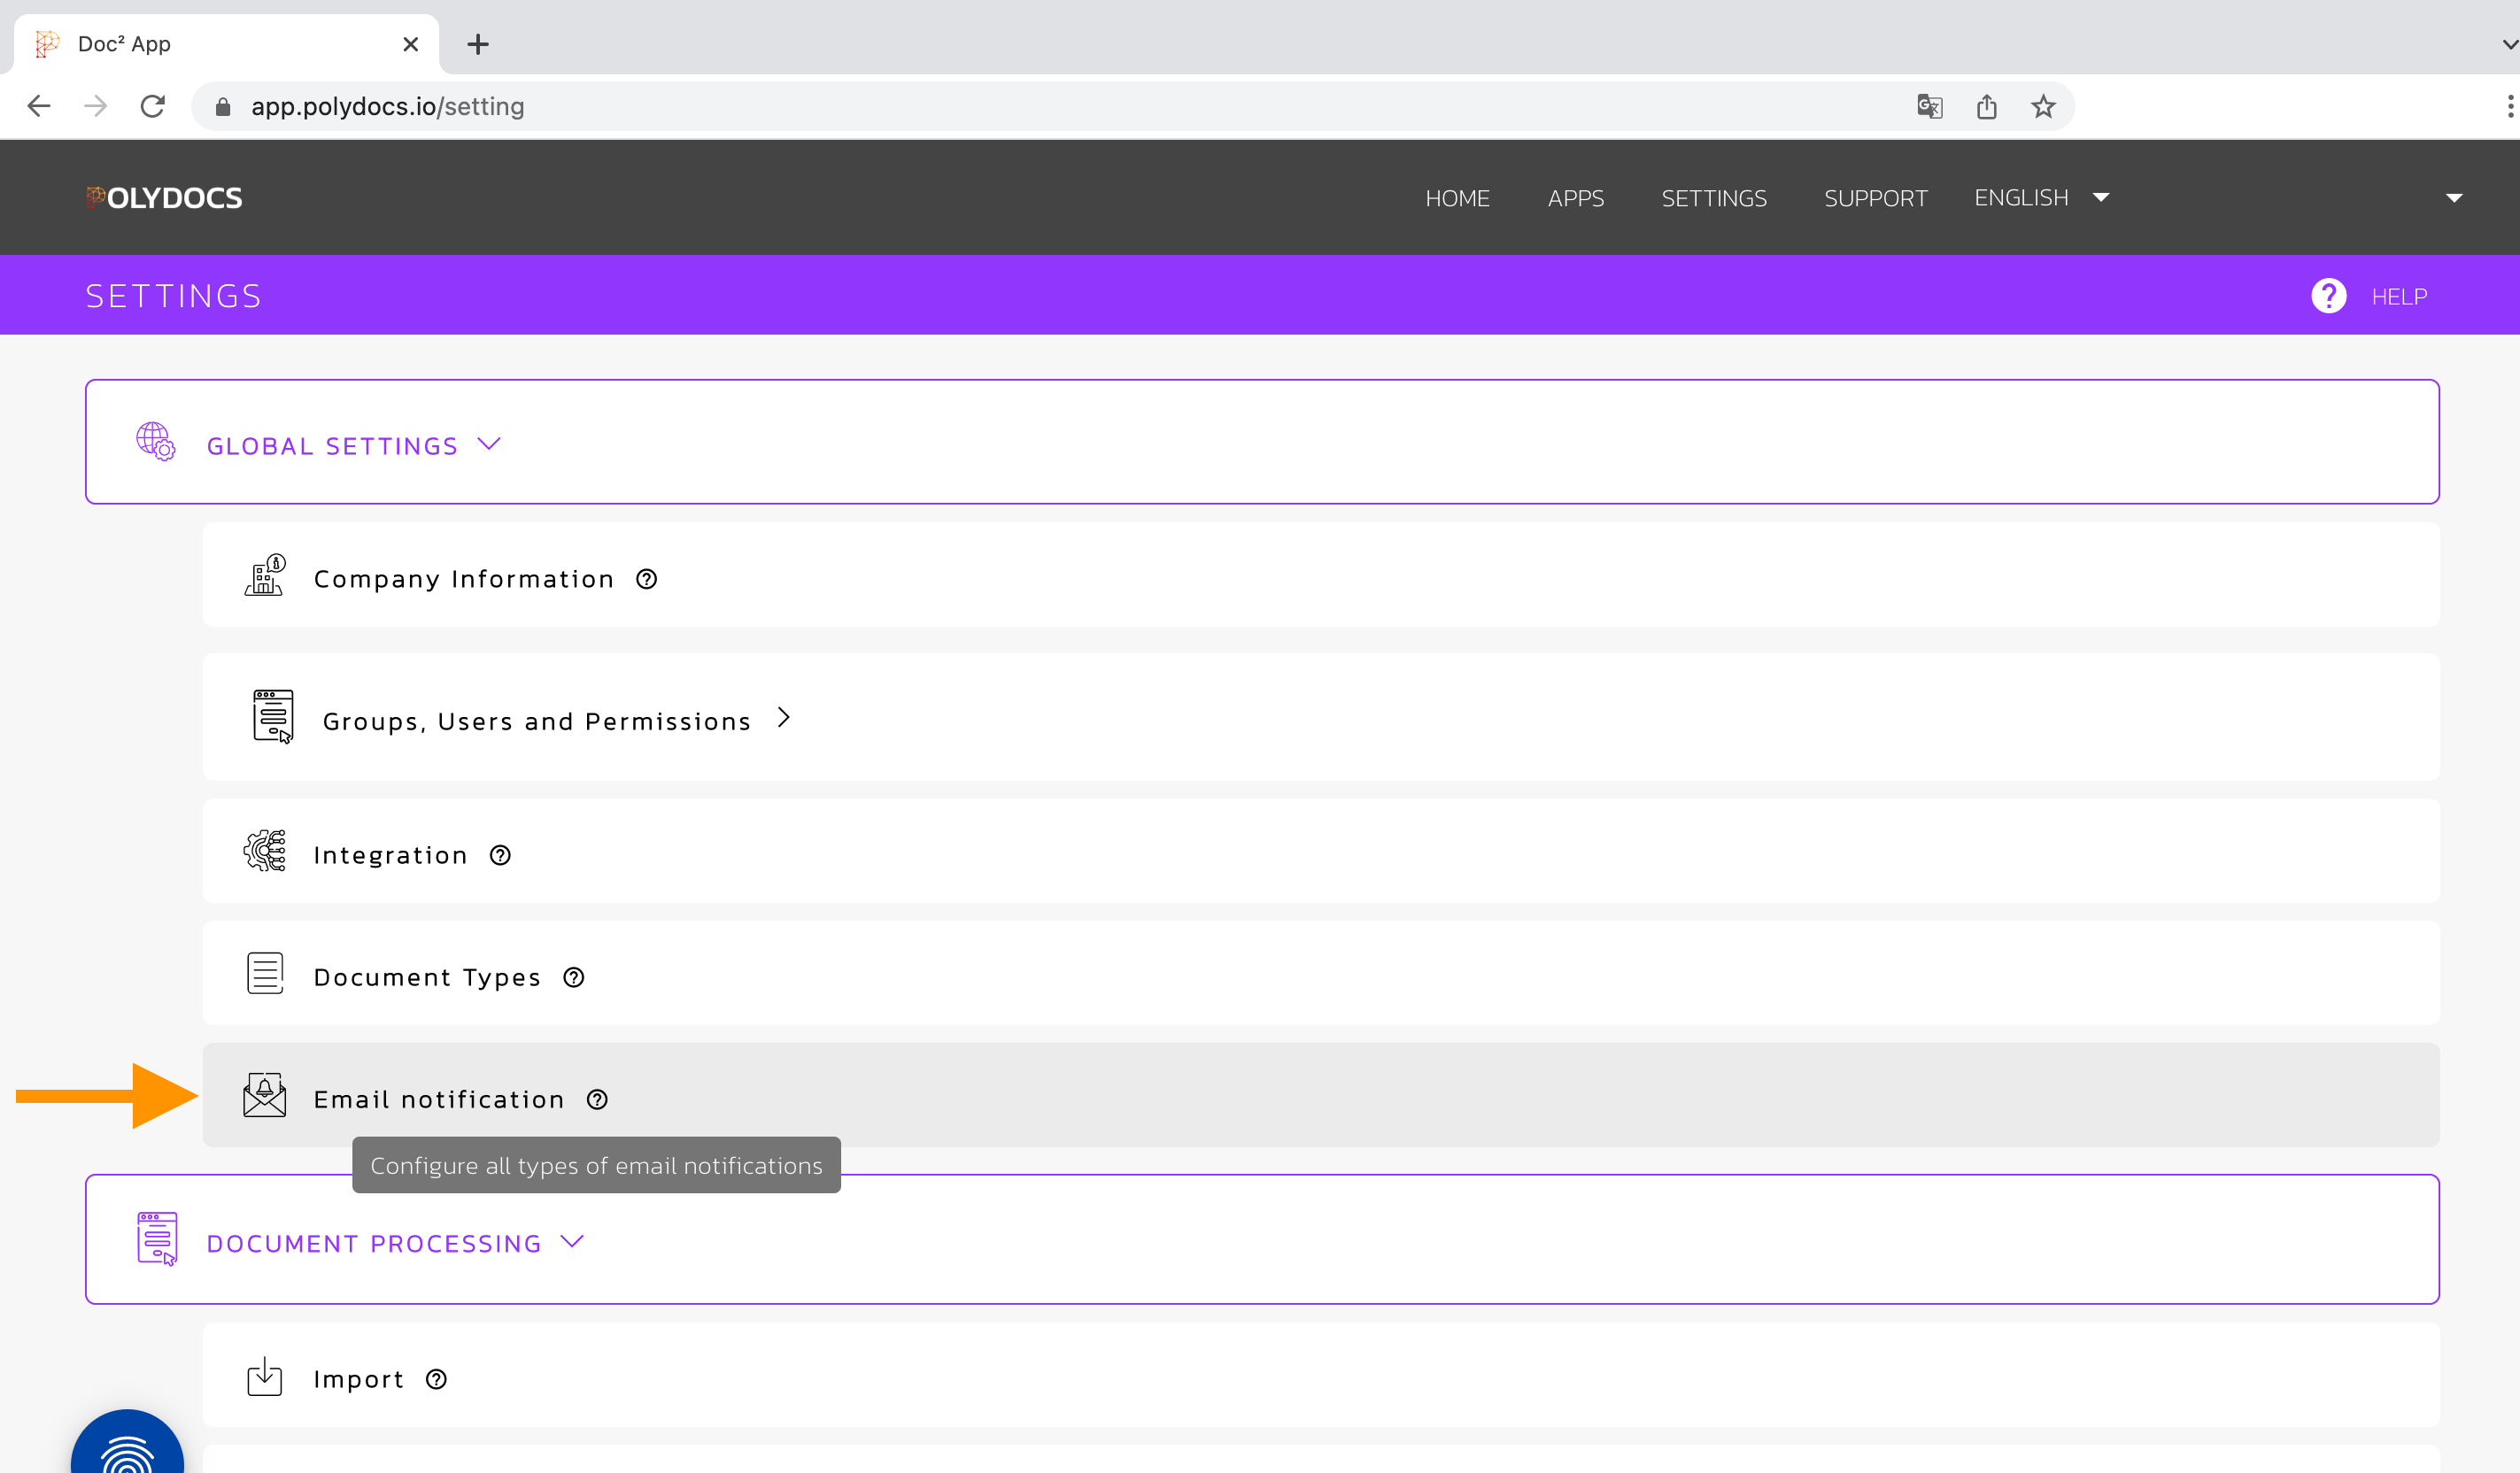 Doc² App
app.polydocs.io/setting
POLYDOCS
HOME
APPS
SETTINGS
SUPPORT
ENGLISH
SETTINGS
HELP
GLOBAL SETTINGS
Company Information
Groups, Users and Permissions
Integration
Document Types
Email notification
Configure all types of email notifications
DOCUMENT PROCESSING
Import